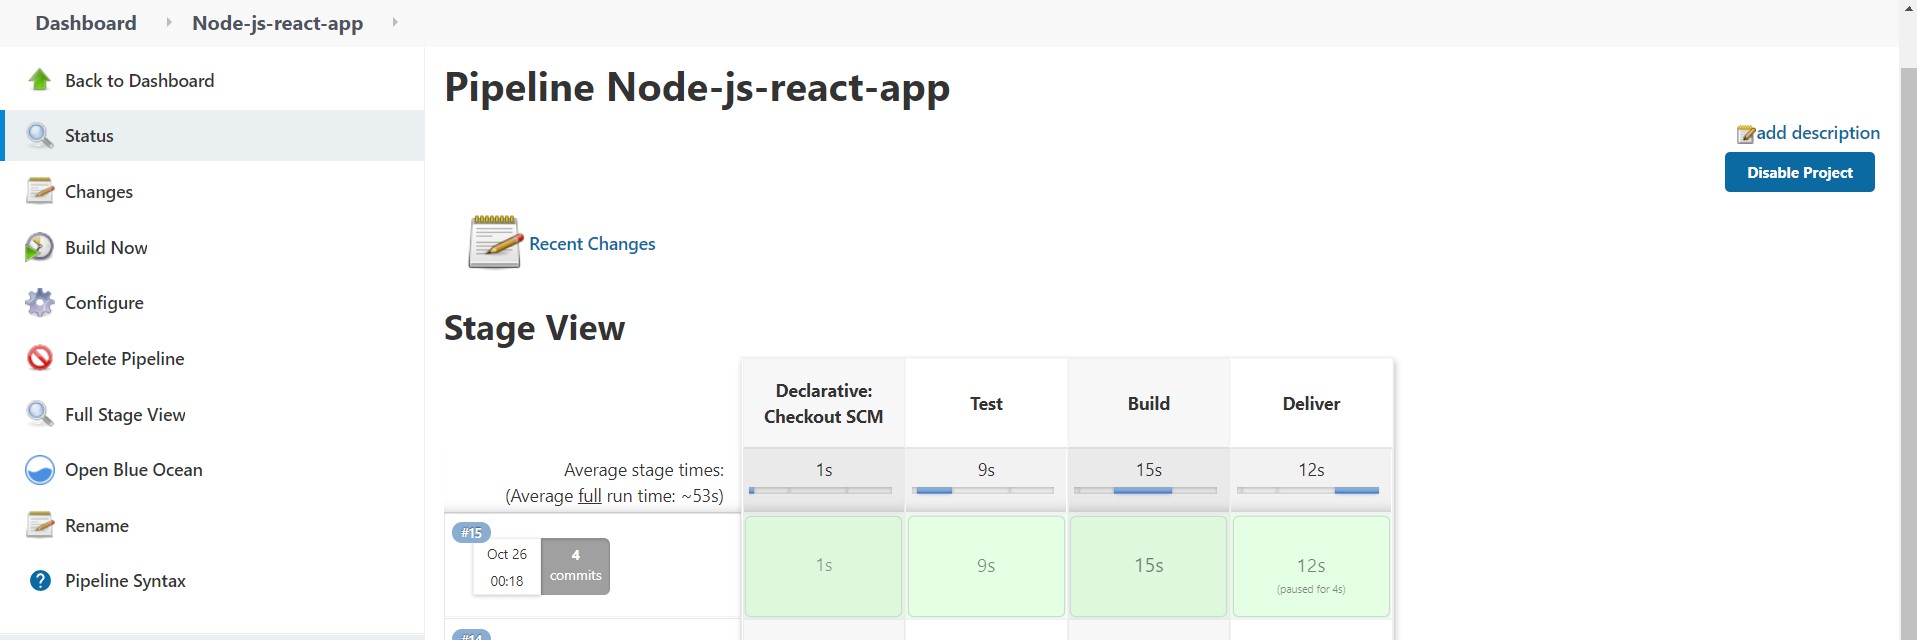 Dashboard
Node-js-react-app
Back to Dashboard
Status
Changes
Build Now
Configure
Delete Pipeline
Full Stage View
Open Blue Ocean
Rename
Pipeline Syntax
Pipeline Node-js-react-app
add description
Disable Project
Recent Changes
Stage View
Declarative:
Checkout SCM
Test
Build
Deliver
Average stage times:
(Average full run time: ~53s)
1s
9s
15s
12s
#15
Oct 26
00:18
4
commits
1s
9s
15s
12s
(paused for 4s)
#14